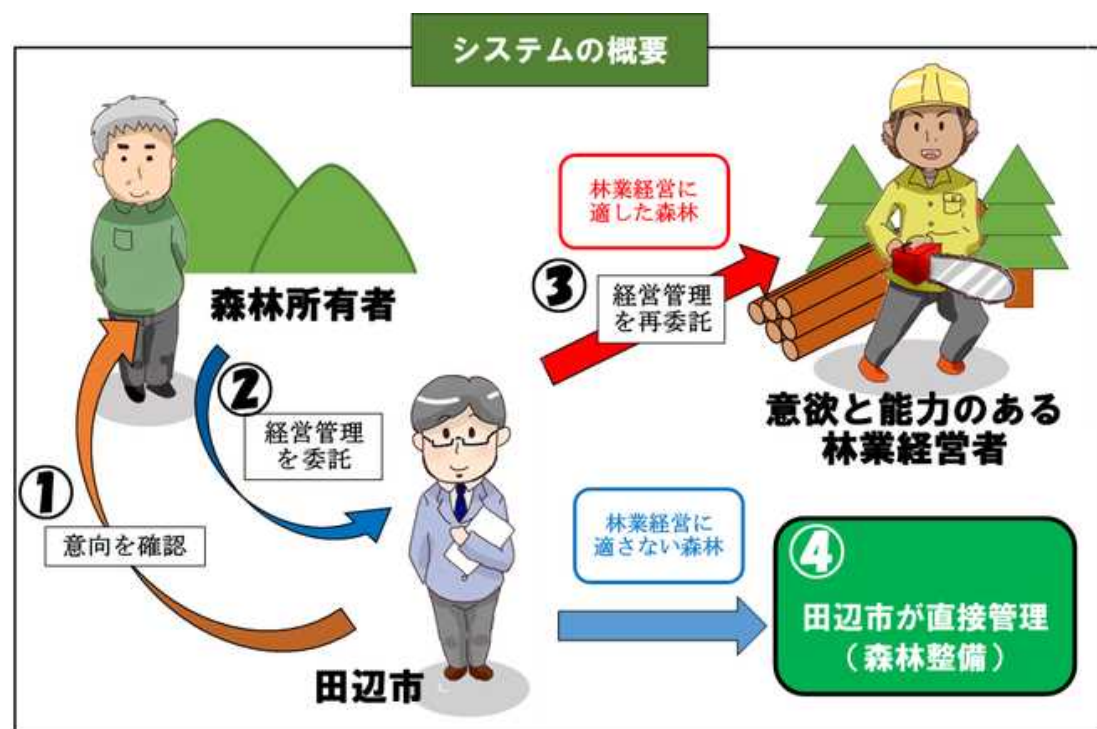 システムの概要
森林所有者
①
意向を確認
②
経営管理
を委託
田辺市
林業経営に
適した森林
③
経営管理
を再委託
意欲と能力のある
林業経営者
林業経営に
適さない森林
④
田辺市が直接管理
（森林整備）